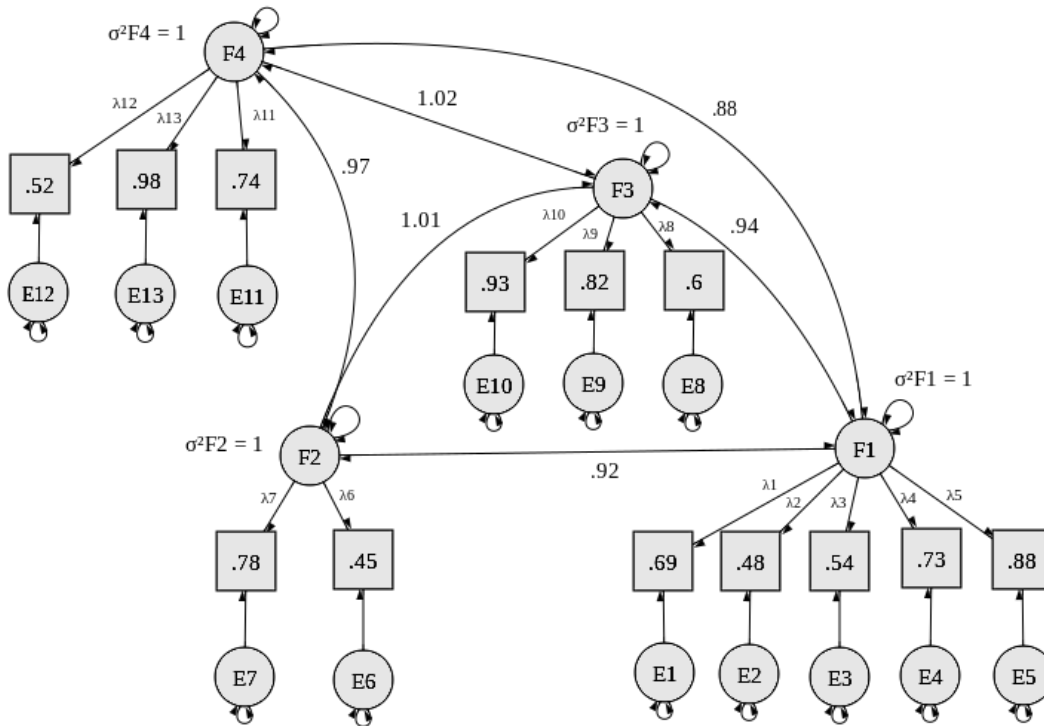 σ²F4 = 1
F4
λ12
λ13
λ11
1.02
.88
σ²F3 = 1
.52
.98
.74
.97
F3
1.01
λ10
λ9
λ8
.94
.93
.82
.6
E12
E13
E11
E10
E9
E8
σ²F1 = 1
σ²F2 = 1
F2
F1
.92
λ7
λ6
λ1
λ2
λ3
λ4
λ5
.78
.45
.69
.48
.54
.73
.88
E7
E6
E1
E2
E3
E4
E5